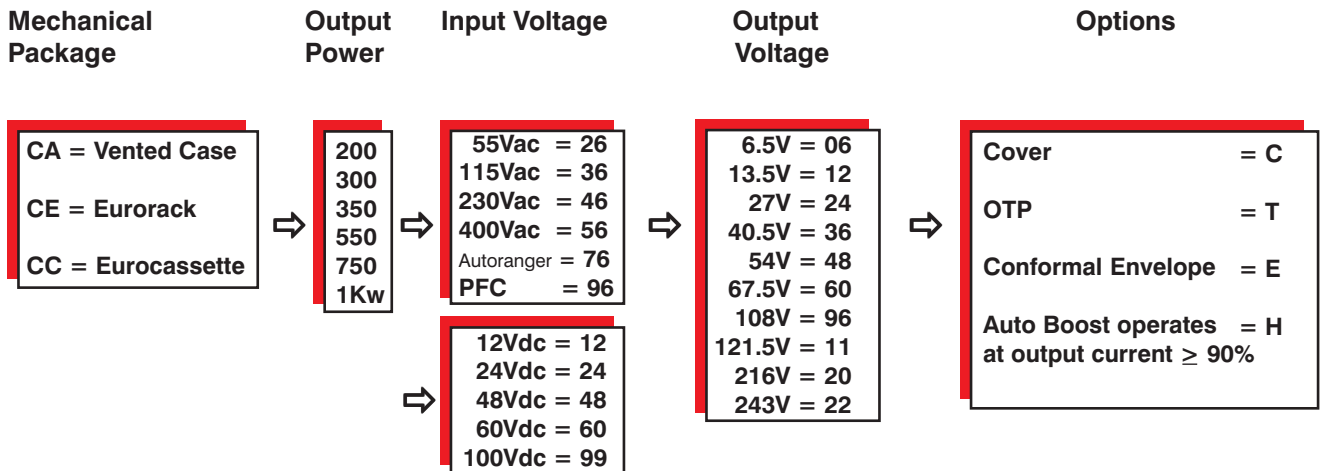 Mechanical Package
Output Power
Input Voltage
Output Voltage
Options
CA = Vented Case
CE = Eurorack
CC = Eurocassette
200
300
350
550
750
1Kw
55Vac = 26
115Vac = 36
230Vac = 46
400Vac = 56
Autoranger = 76
PFC = 96
12Vdc = 12
24Vdc = 24
48Vdc = 48
60Vdc = 60
100Vdc = 99
6.5V = 06
13.5V = 12
27V = 24
40.5V = 36
54V = 48
67.5V = 60
108V = 96
121.5V = 11
216V = 20
243V = 22
Cover = C
OTP = T
Conformal Envelope = E
Auto Boost operates = H
at output current ≥ 90%